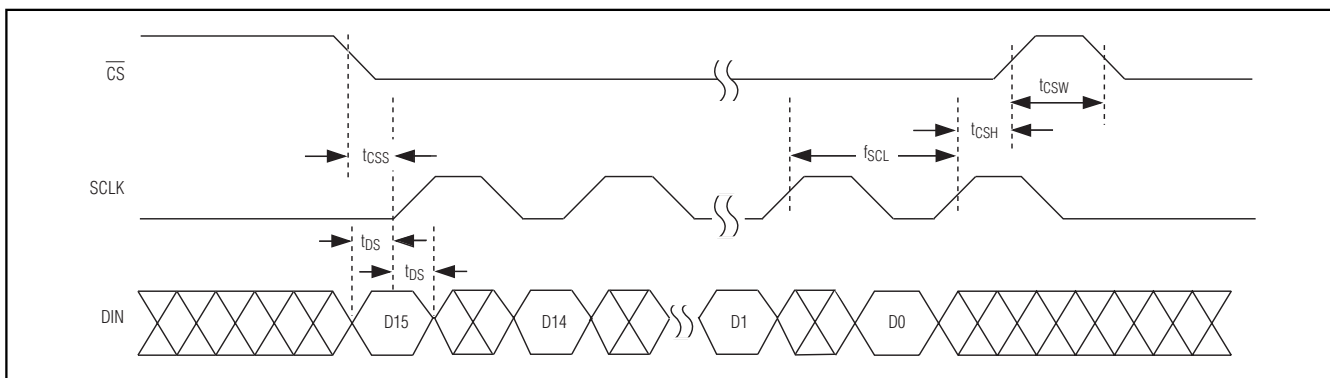 CS
tCSW
tCSH
tCSS
fSCL
SCLK
tDS
tDS
DIN
D15
D14
D1
D0